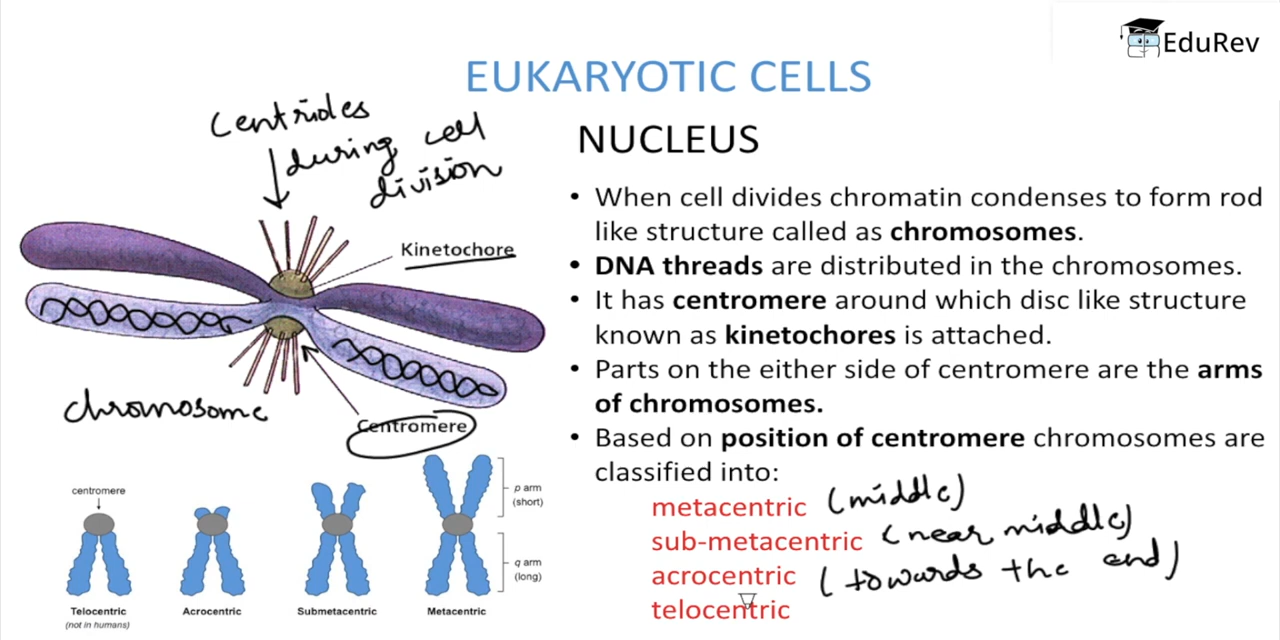 EduRev
EUKARYOTIC CELLS
Centrioles
during cell
division
Kinetochore
chromosome
Centromere
centromere
p arm
(short)
q arm
(long)
Telocentric
(not in humans)
Acrocentric
Submetacentric
Metacentric
NUCLEUS
• When cell divides chromatin condenses to form rod
like structure called as chromosomes.
• DNA threads are distributed in the chromosomes.
• It has centromere around which disc like structure
known as kinetochores is attached.
• Parts on the either side of centromere are the arms
of chromosomes.
• Based on position of centromere chromosomes are
classified into:
metacentric (middle)
sub-metacentric (near middle)
acrocentric (towards the end)
telocentric